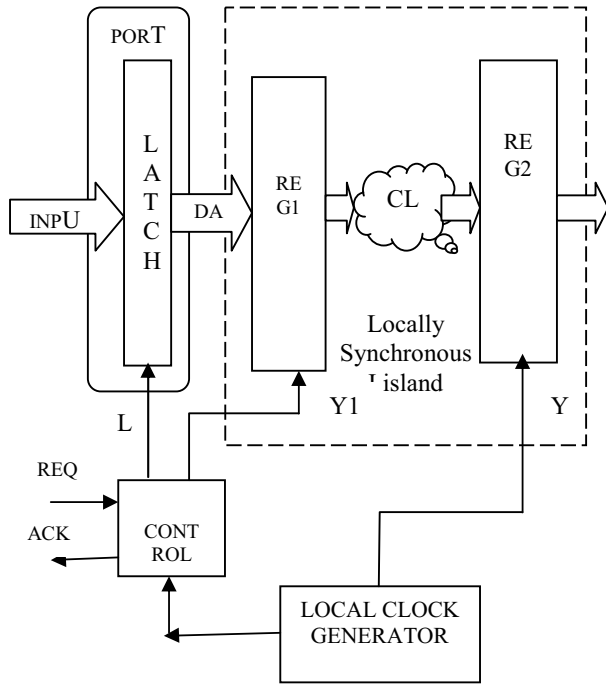 PORT
L
A
T
C
H
INPU
DA
RE
G1
CL
RE
G2
Locally
Synchronous
island
L
Y1
Y
REQ
ACK
CONT
ROL
LOCAL CLOCK
GENERATOR